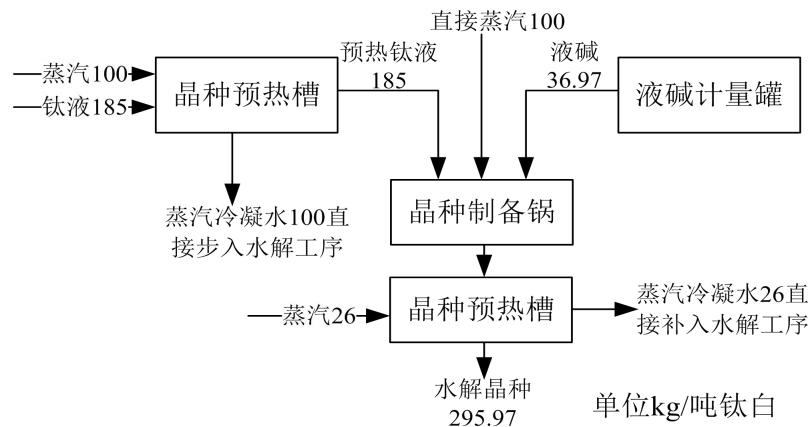 直接蒸汽100
蒸汽100
钛液185
晶种预热槽
预热钛液
185
液碱
36.97
液碱计量罐
蒸汽冷凝水100直
接步入水解工序
晶种制备锅
蒸汽26
晶种预热槽
蒸汽冷凝水26直
接补入水解工序
水解晶种
295.97
单位kg/吨钛白